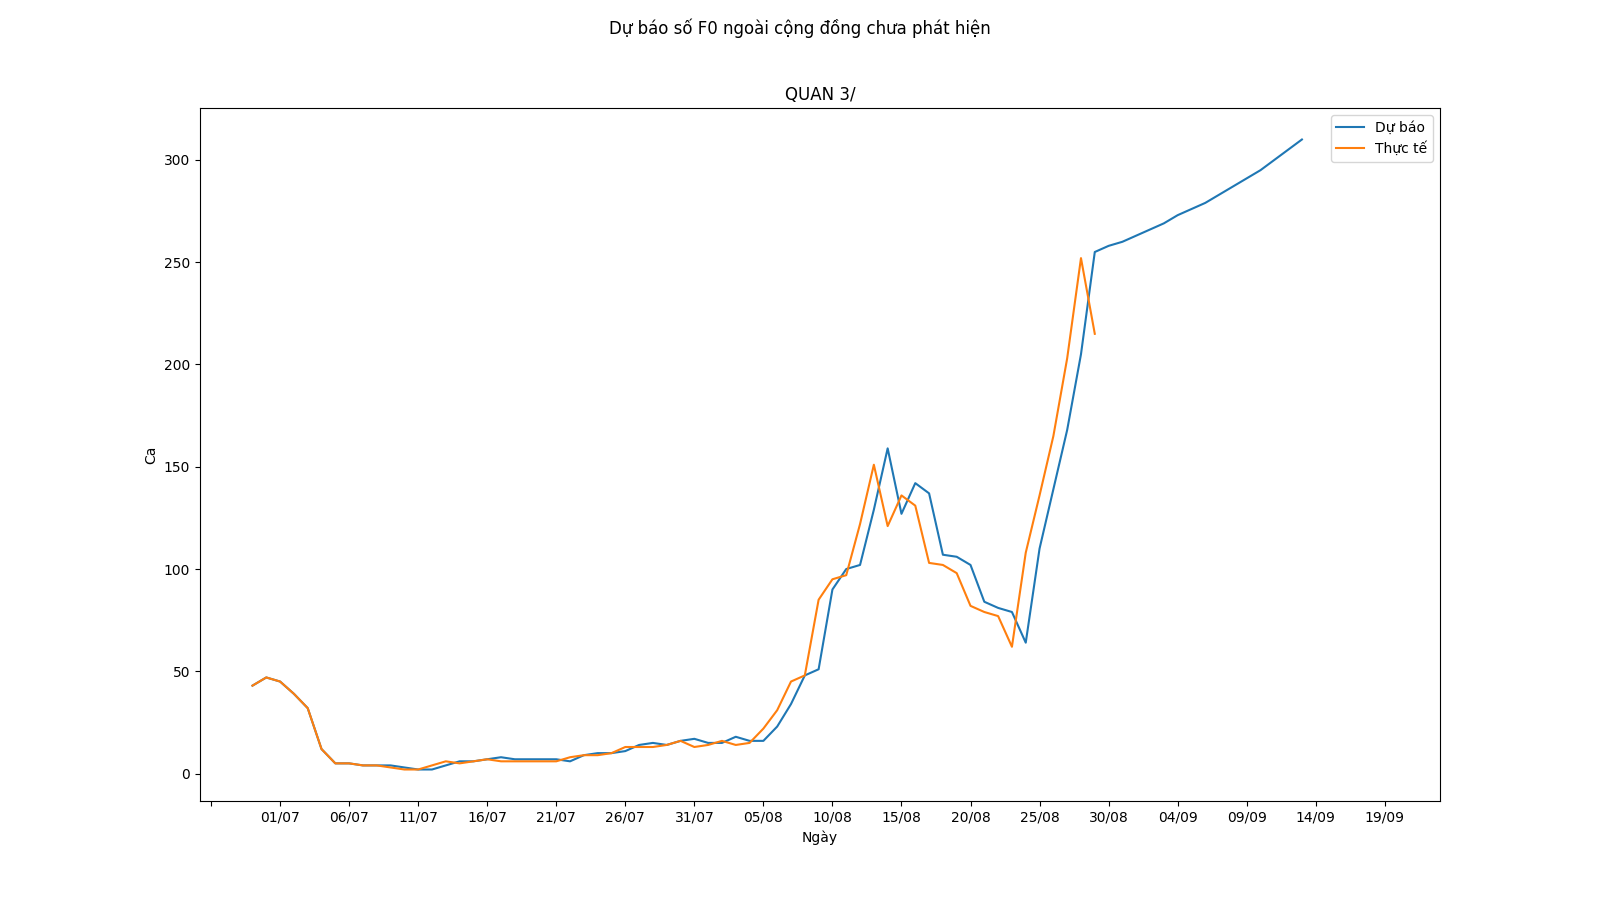 Dự báo số F0 ngoài cộng đồng chưa phát hiện
QUAN 3/
Dự báo
Thực tế
300
250
200
150
100
50
0
Ca
01/07 06/07 11/07 16/07 21/07 26/07 31/07 05/08 10/08 15/08 20/08 25/08 30/08 04/09 09/09 14/09 19/09
Ngày